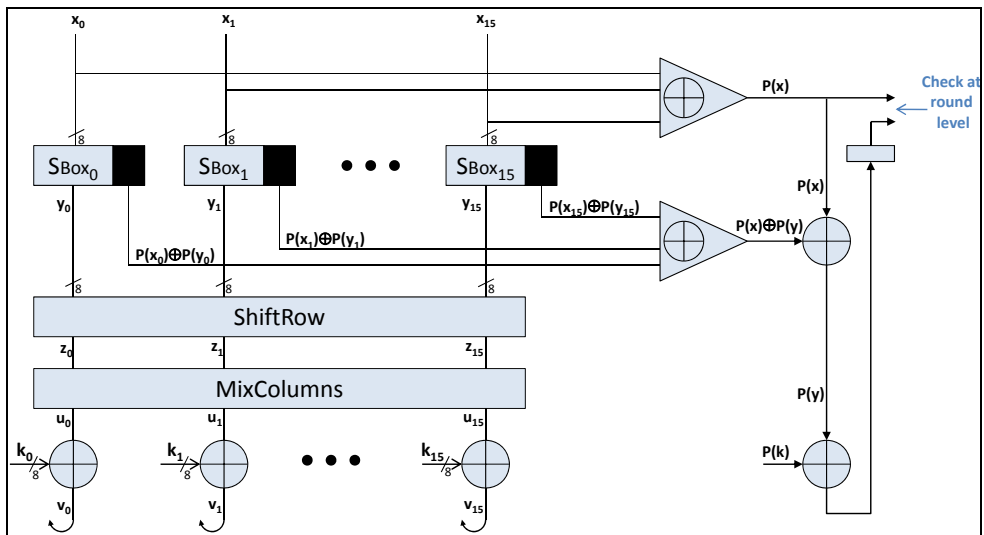 x0 x1 x15
P(x)
Check at
round
level
8 8 8
SBox0 SBox1 ● ● ● SBox15
P(x)
y0 y1 y15
P(x15)⊕P(y15)
P(x)⊕P(y)
P(x1)⊕P(y1)
P(x0)⊕P(y0)
8 8 8
ShiftRow
z0 z1 z15
MixColumns
P(y)
u0 u1 u15
k0 k1 ● ● ● k15 P(k)
8 8 8
v0 v1 v15